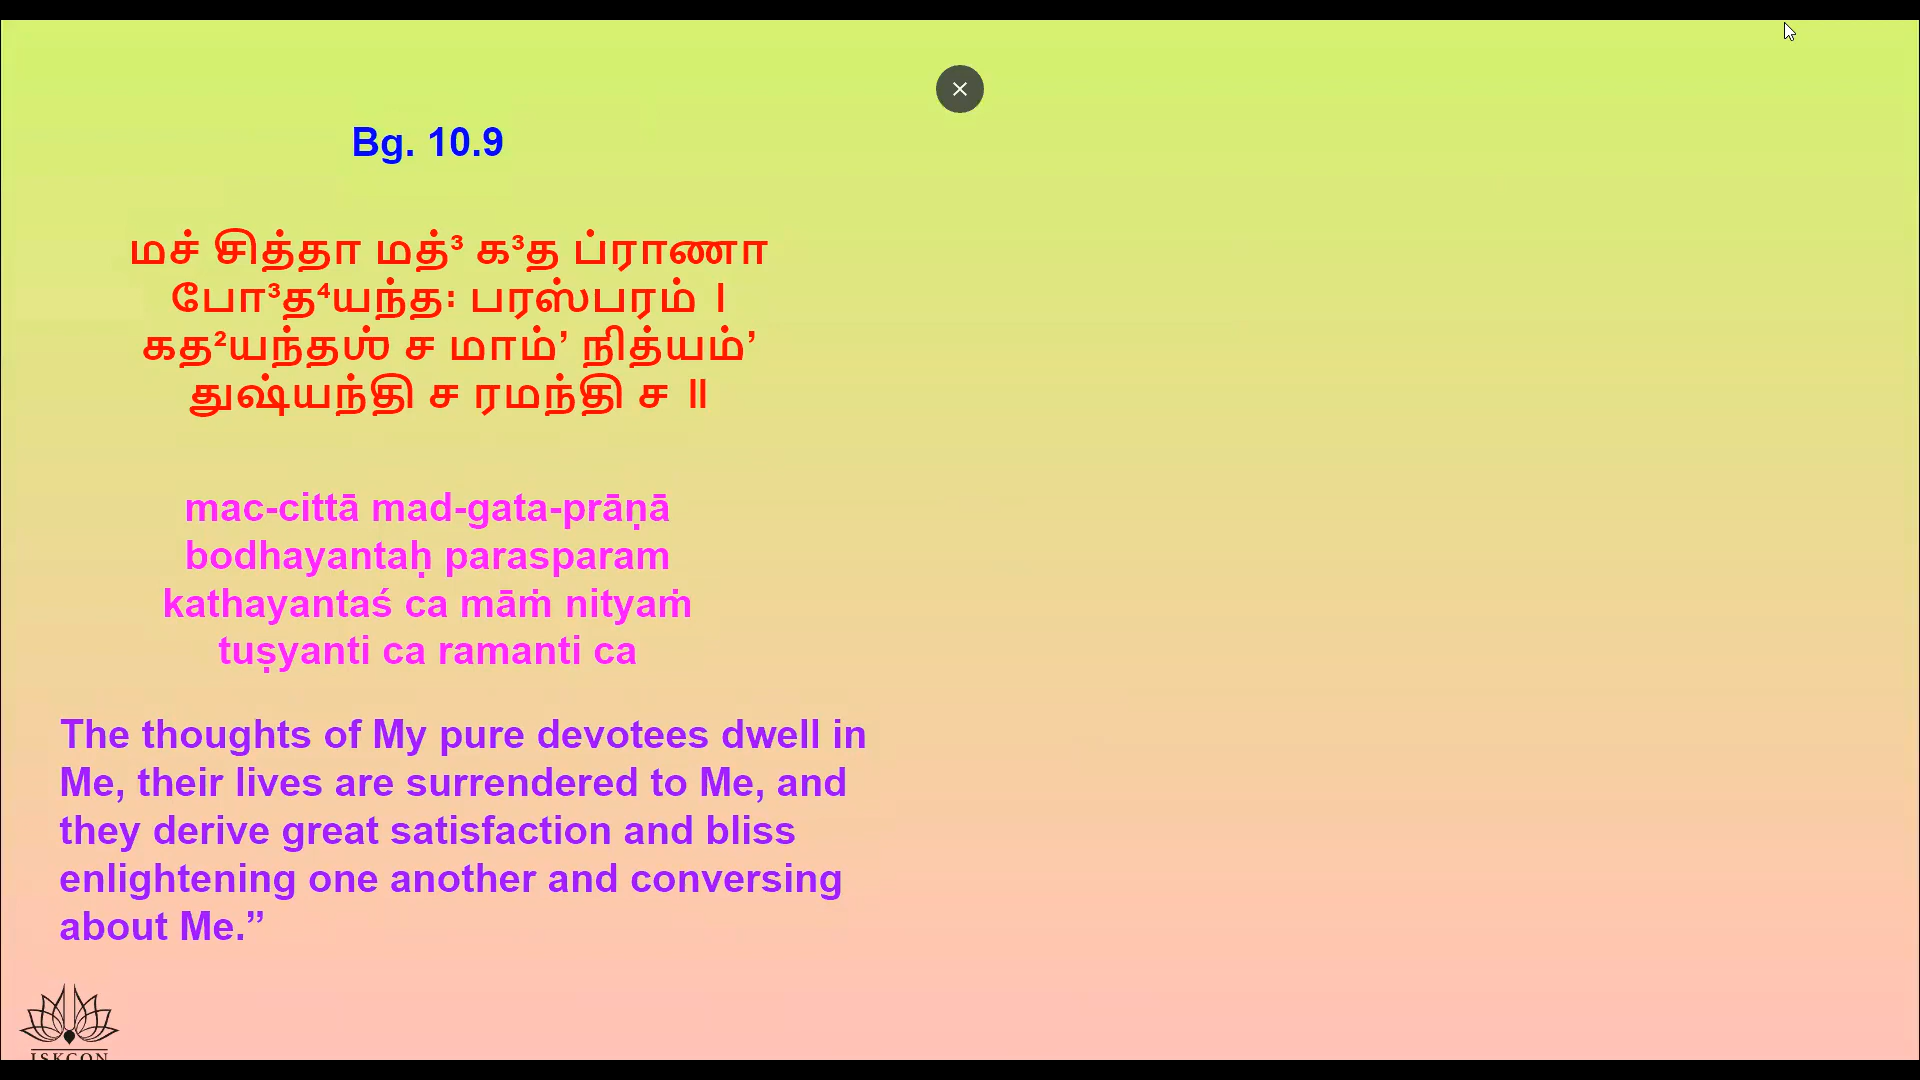 Bg. 10.9
மச் சித்தா மத்³ க³த ப்ராணா
போ³த⁴யந்த: பரஸ்பரம் ।
கத²யந்தஶ் ச மாம்’ நித்யம்’
துஷ்யந்தி ச ரமந்தி ச ॥
mac-cittā mad-gata-prāṇā
bodhayantaḥ parasparam
kathayantaś ca māṁ nityaṁ
tuṣyanti ca ramanti ca
The thoughts of My pure devotees dwell in
Me, their lives are surrendered to Me, and
they derive great satisfaction and bliss
enlightening one another and conversing
about Me.”
ISKCON